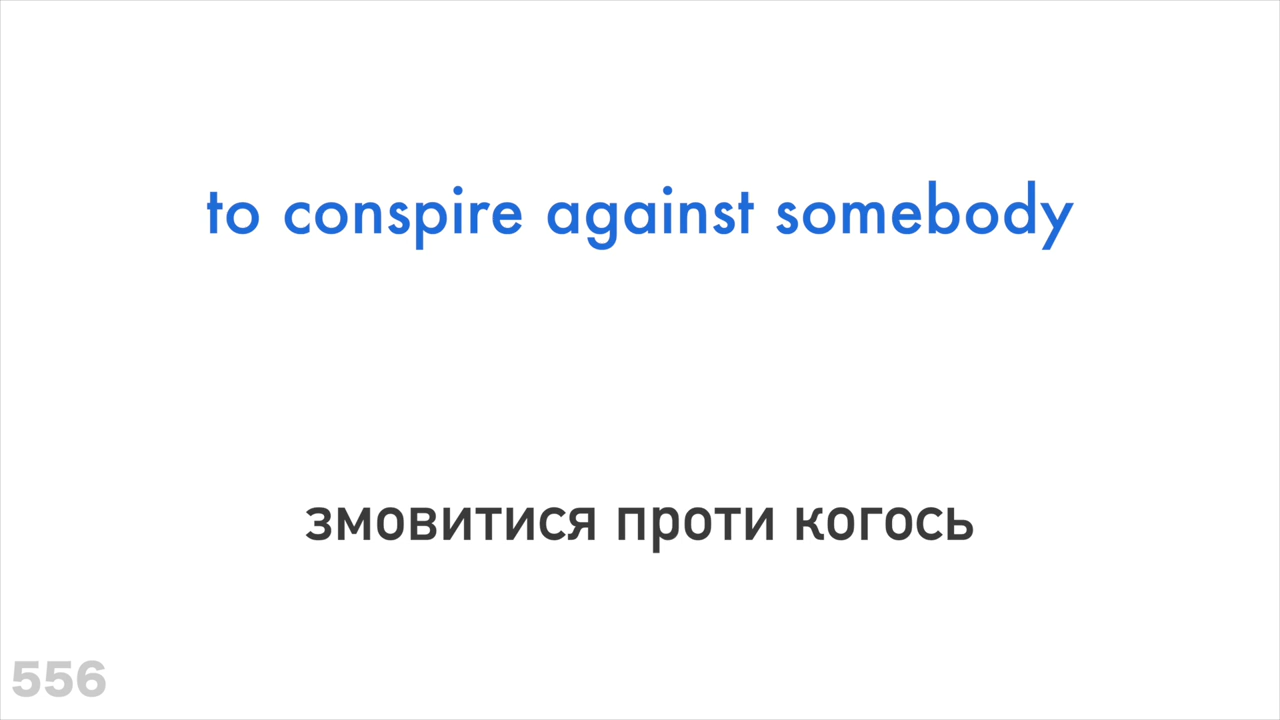 to conspire against somebody
змовитися проти когось
556